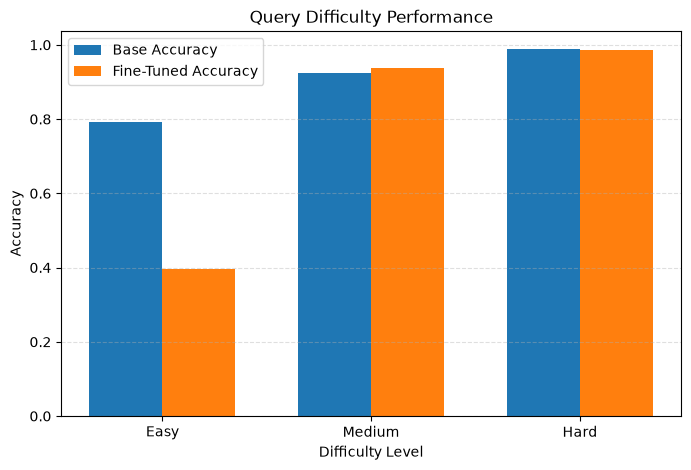 Query Difficulty Performance
Base Accuracy
Fine-Tuned Accuracy
Accuracy
1.0
0.8
0.6
0.4
0.2
0.0
Easy Medium Hard
Difficulty Level